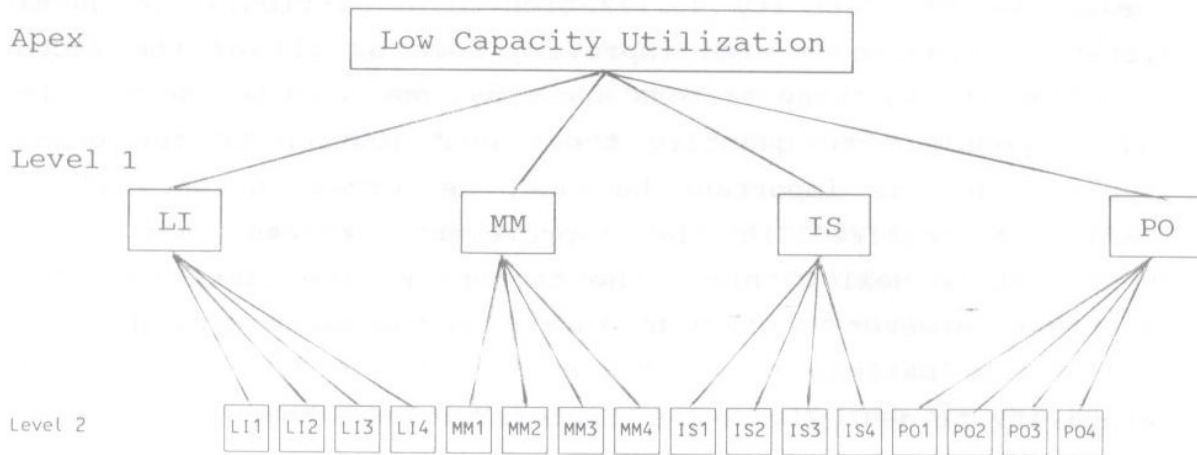 Apex Low Capacity Utilization
Level 1
LI MM IS PO
Level 2 LI1 LI2 LI3 LI4 MM1 MM2 MM3 MM4 IS1 IS2 IS3 IS4 PO1 PO2 PO3 PO4